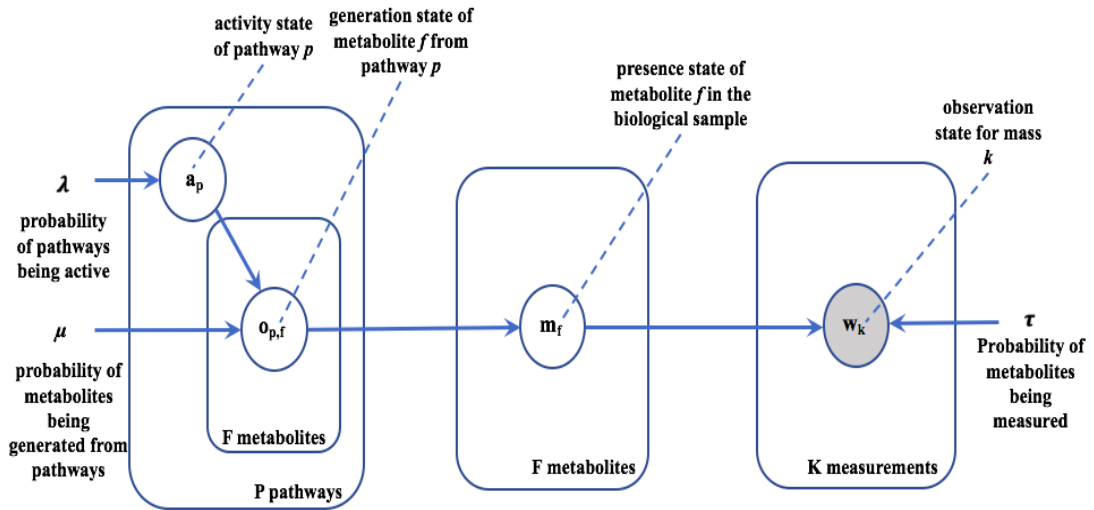 activity state
of pathway p
generation state of
metabolite f from
pathway p
presence state of
metabolite f in the
biological sample
observation
state for mass
k
λ
probability
of pathways
being active
a_p
μ
probability of
metabolites
being
generated from
pathways
o_p,f
F metabolites
P pathways
m_f
F metabolites
w_k
K measurements
τ
Probability of
metabolites
being
measured